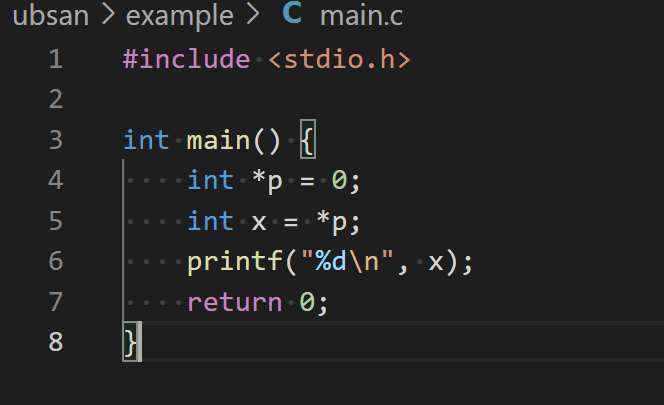 ubsan > example > C main.c
1 #include <stdio.h>
2
3 int main() {
4     int *p = 0;
5     int x = *p;
6     printf("%d\n", x);
7     return 0;
8 }